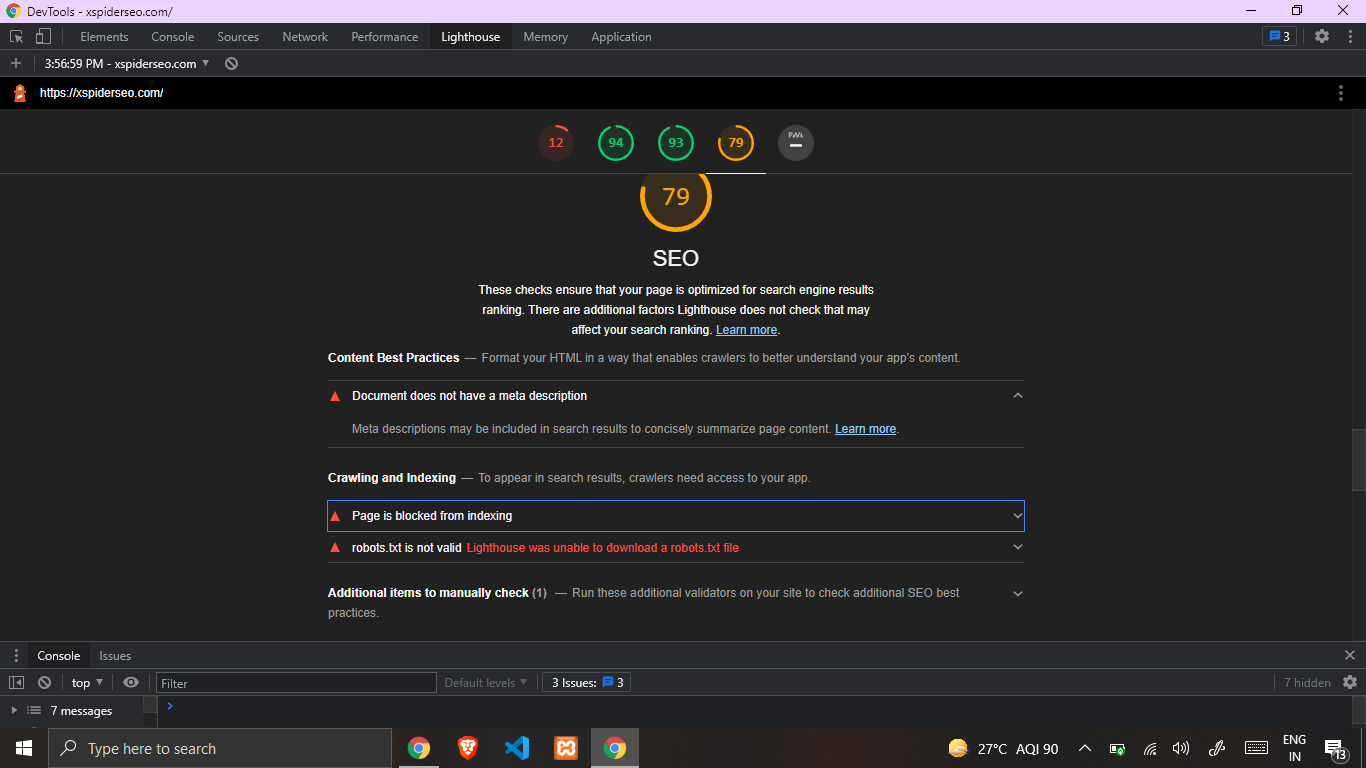 DevTools - xspiderseo.com/
Elements Console Sources Network Performance Lighthouse Memory Application 3
3:56:59 PM - xspiderseo.com
https://xspiderseo.com/
12 94 93 79 PWA
79
SEO
These checks ensure that your page is optimized for search engine results
ranking. There are additional factors Lighthouse does not check that may
affect your search ranking. Learn more.
Content Best Practices — Format your HTML in a way that enables crawlers to better understand your app's content.
Document does not have a meta description
Meta descriptions may be included in search results to concisely summarize page content. Learn more.
Crawling and Indexing — To appear in search results, crawlers need access to your app.
Page is blocked from indexing
robots.txt is not valid Lighthouse was unable to download a robots.txt file
Additional items to manually check (1) — Run these additional validators on your site to check additional SEO best
practices.
Console Issues
top Filter Default levels 3 Issues: 3 7 hidden
7 messages
Type here to search
27°C AQI 90
ENG
IN
13